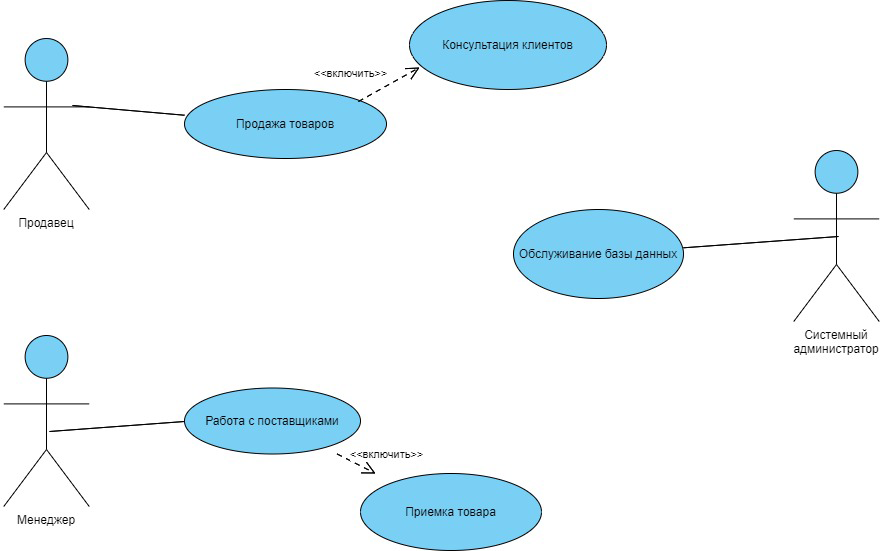 Консультация клиентов
<<включить>>
Продажа товаров
Продавец
Обслуживание базы данных
Системный
администратор
Работа с поставщиками
<<включить>>
Приемка товара
Менеджер